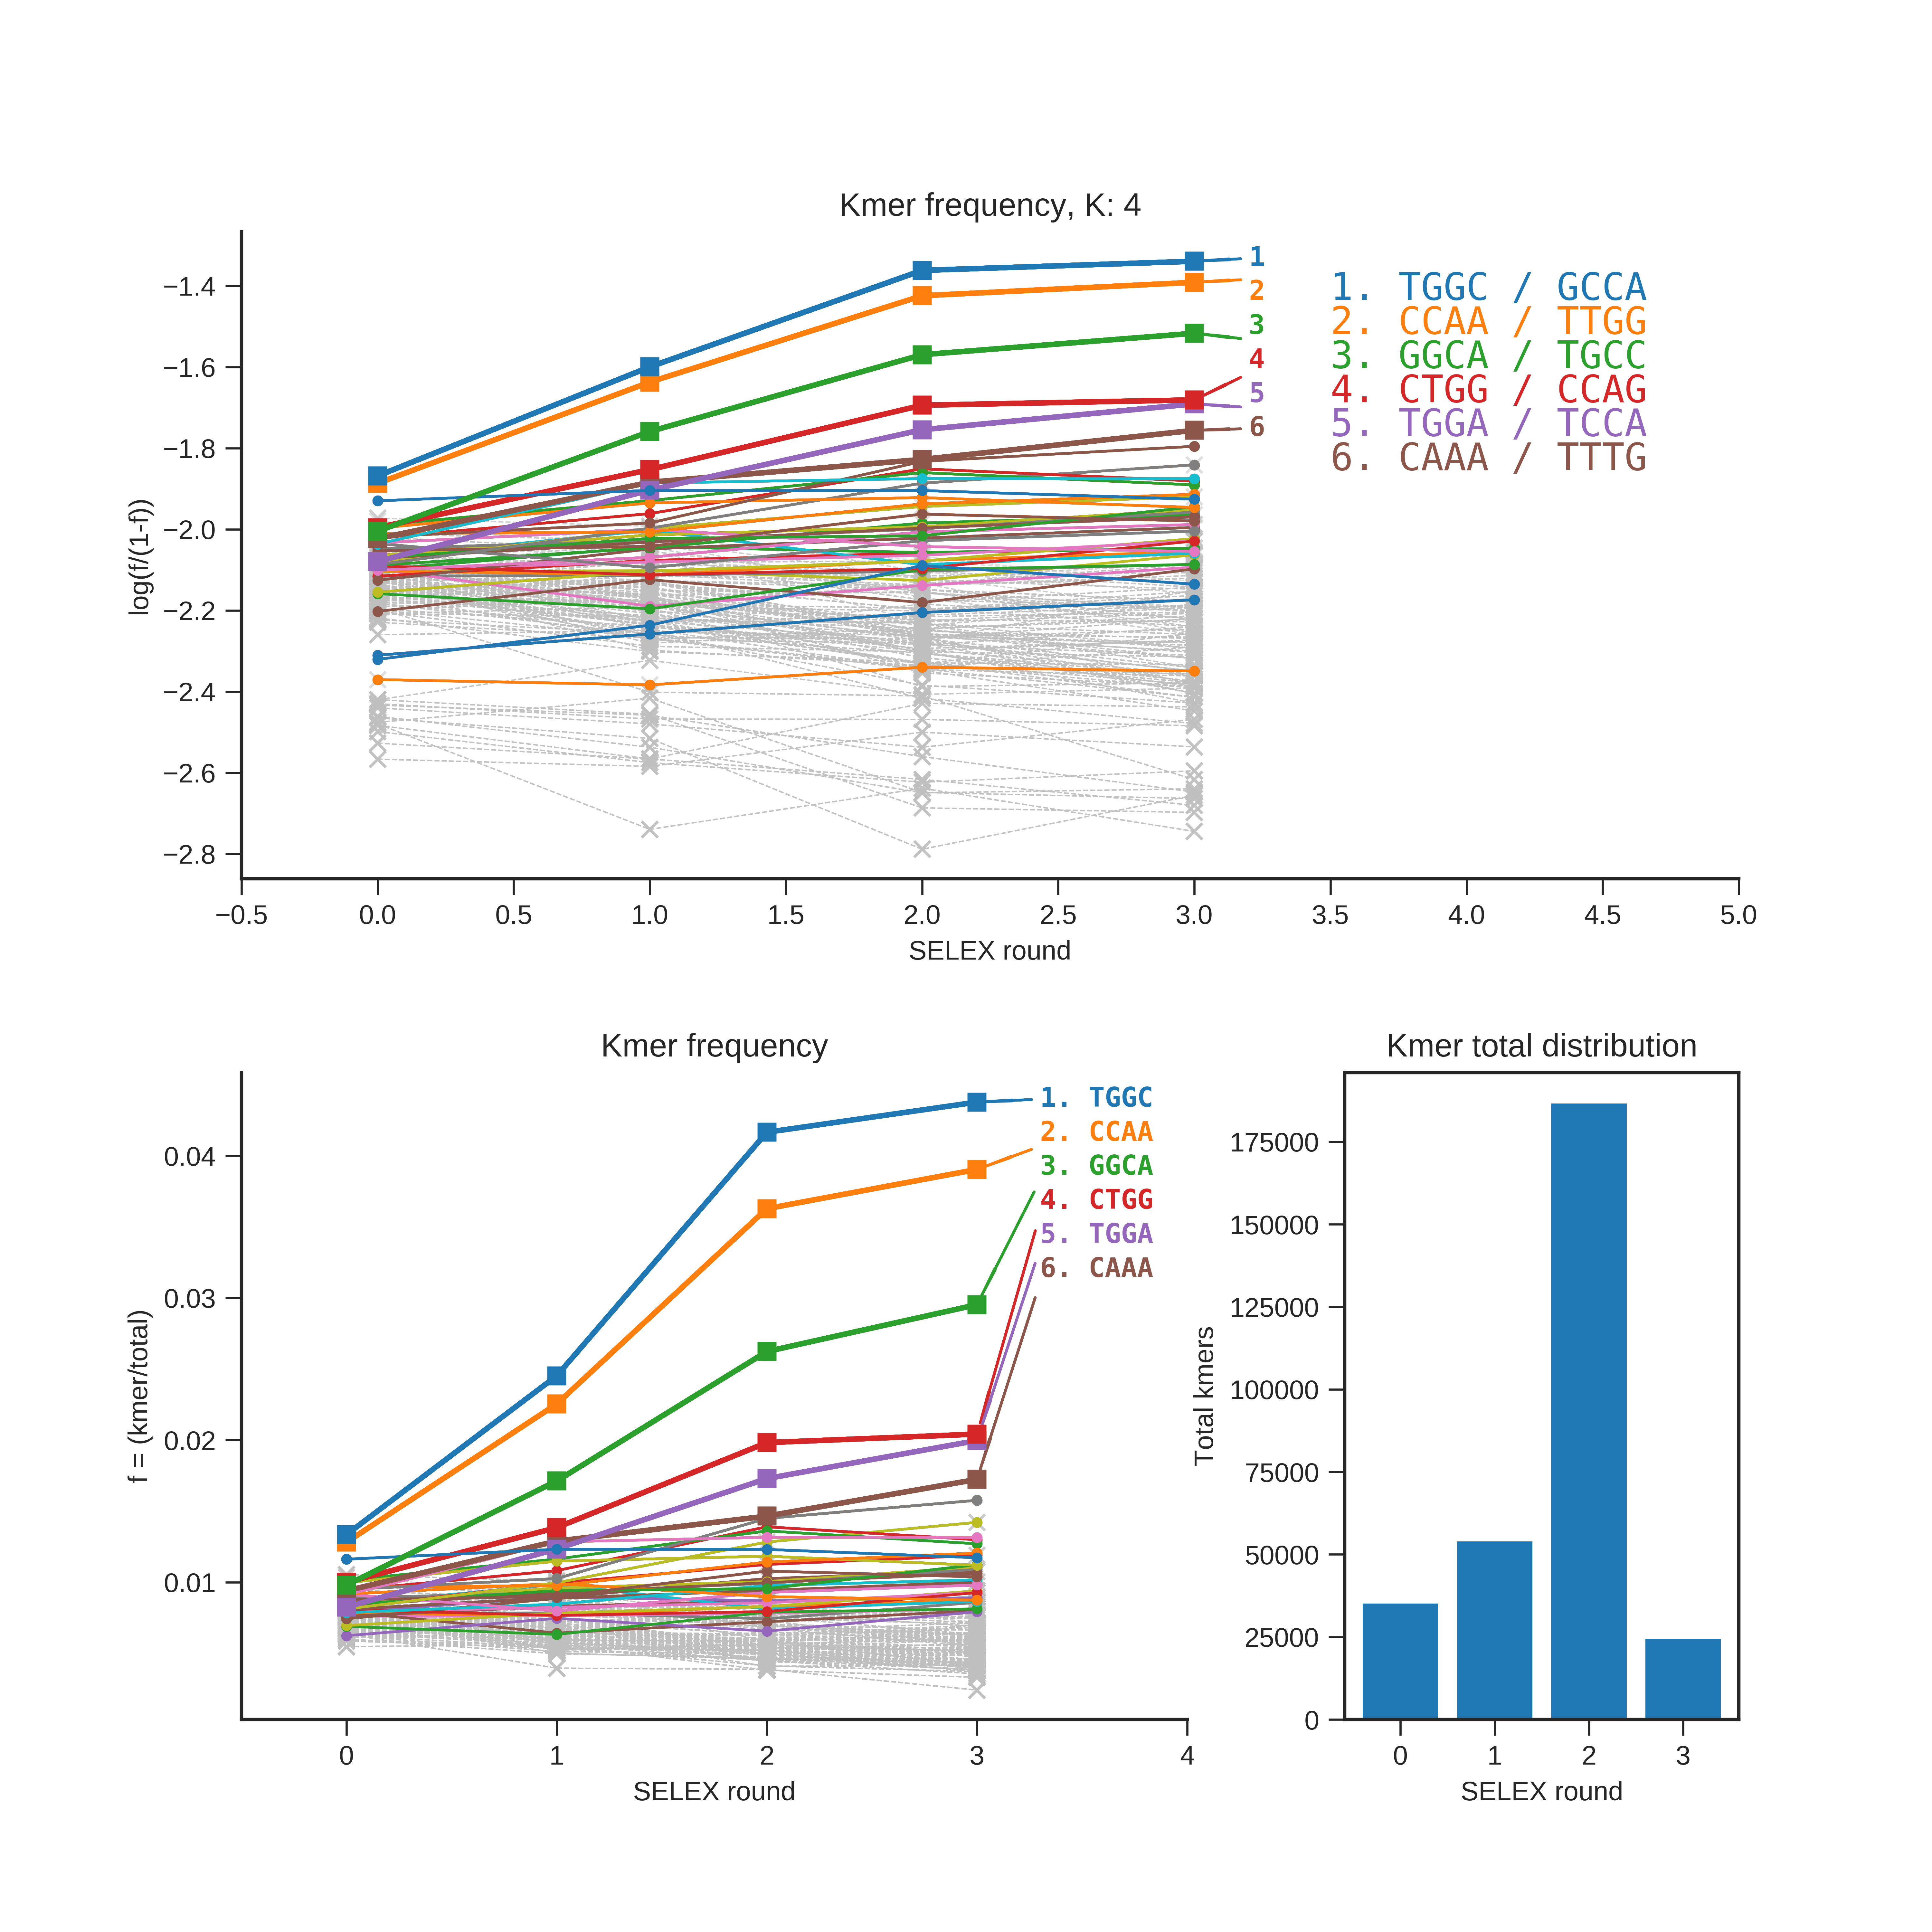 Kmer frequency, K: 4
log(f/(1-f))
−1.4
−1.6
−1.8
−2.0
−2.2
−2.4
−2.6
−2.8
1
2
3
4
5
6
1. TGGC / GCCA
2. CCAA / TTGG
3. GGCA / TGCC
4. CTGG / CCAG
5. TGGA / TCCA
6. CAAA / TTTG
−0.5 0.0 0.5 1.0 1.5 2.0 2.5 3.0 3.5 4.0 4.5 5.0
SELEX round
Kmer frequency
f = (kmer/total)
0.04
0.03
0.02
0.01
1. TGGC
2. CCAA
3. GGCA
4. CTGG
5. TGGA
6. CAAA
0 1 2 3 4
SELEX round
Kmer total distribution
Total kmers
175000
150000
125000
100000
75000
50000
25000
0
0 1 2 3
SELEX round